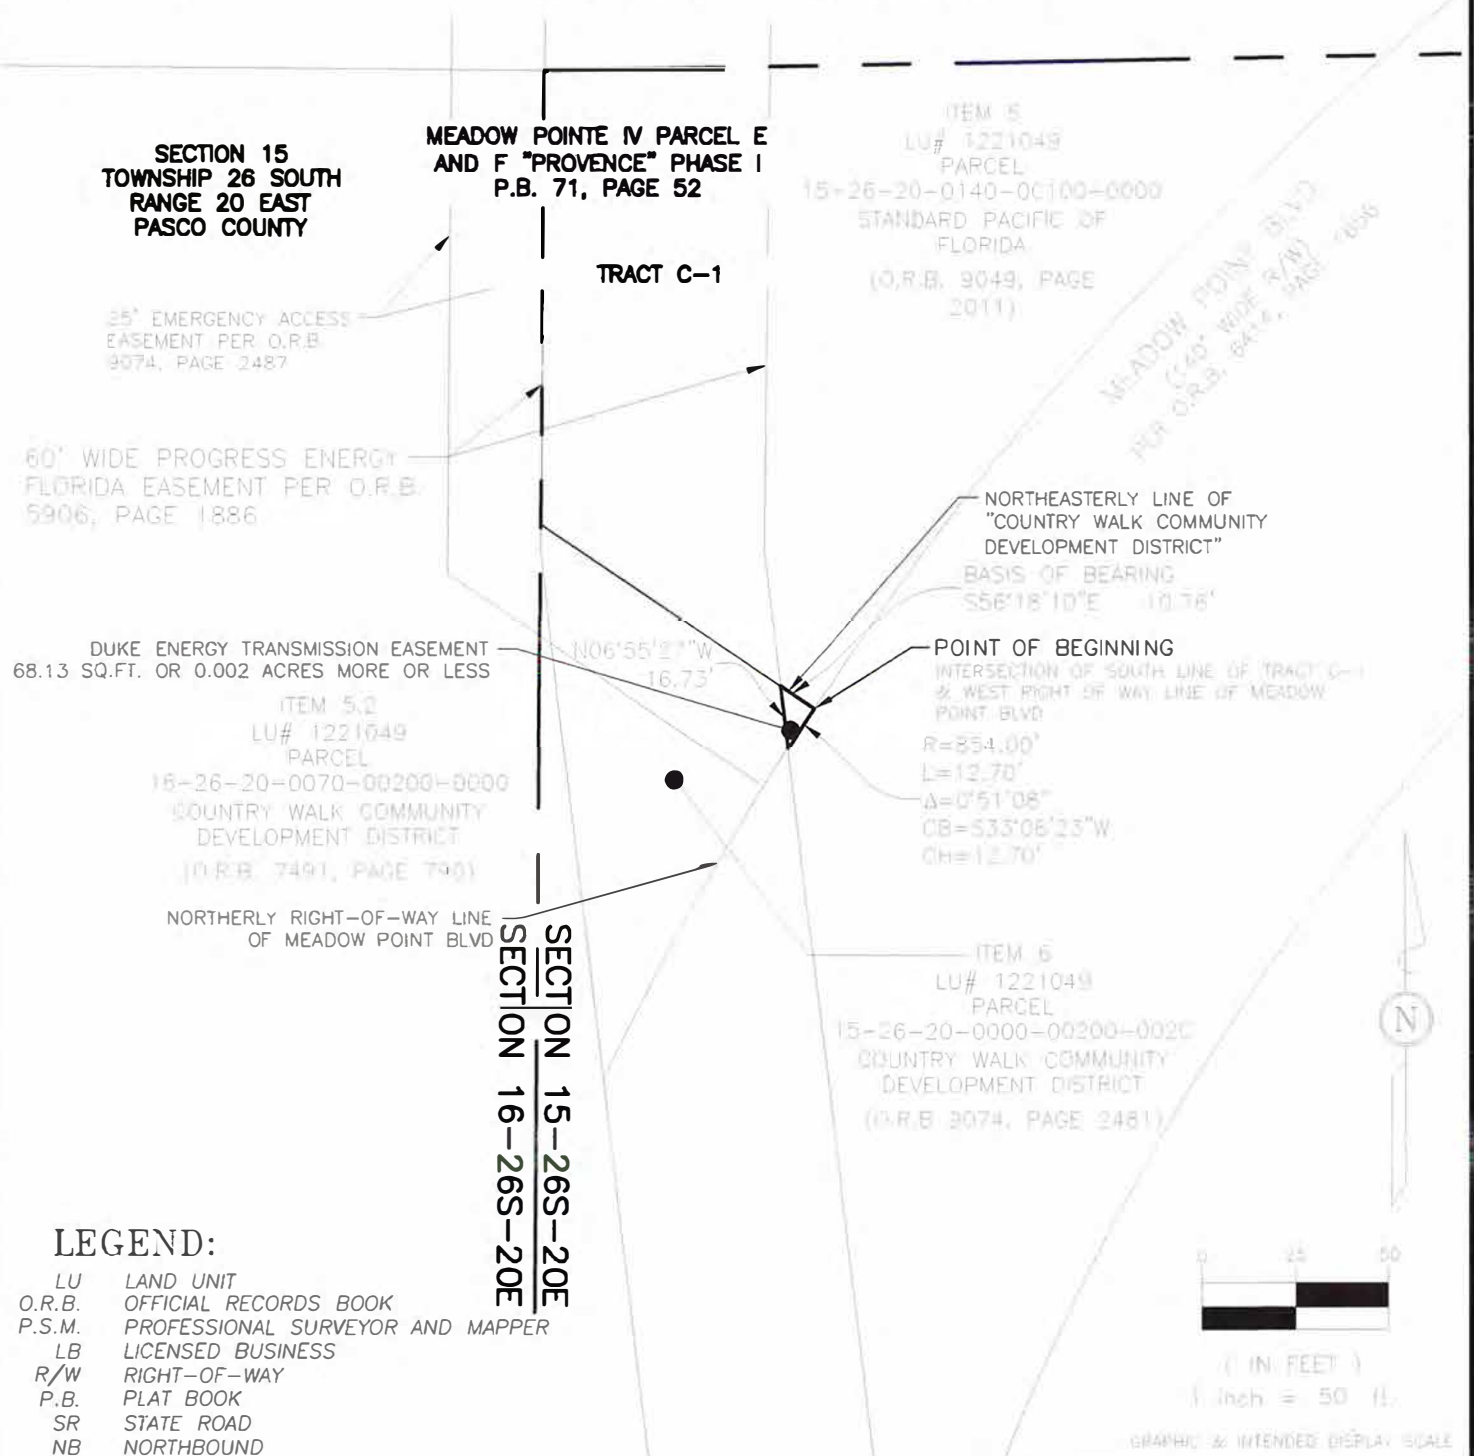 SECTION 15
TOWNSHIP 26 SOUTH
RANGE 20 EAST
PASCO COUNTY
MEADOW POINTE IV PARCEL E
AND F "PROVENCE" PHASE I
P.B. 71, PAGE 52
TRACT C-1
ITEM 5
LU# 1221049
PARCEL
15-26-20-0140-0C100-0000
STANDARD PACIFIC OF
FLORIDA
(O.R.B. 9049, PAGE
2011)
MEADOW POINT BLVD
(140' WIDE R/W)
PER O.R.B. 6414, PAGE
25' EMERGENCY ACCESS
EASEMENT PER O.R.B.
9074, PAGE 2487
60' WIDE PROGRESS ENERGY
FLORIDA EASEMENT PER O.R.B.
5906, PAGE 1886
NORTHEASTERLY LINE OF
"COUNTRY WALK COMMUNITY
DEVELOPMENT DISTRICT"
BASIS OF BEARING
S56°18'10"E 10.76'
DUKE ENERGY TRANSMISSION EASEMENT
68.13 SQ.FT. OR 0.002 ACRES MORE OR LESS
N06°55'27"W
16.73'
POINT OF BEGINNING
INTERSECTION OF SOUTH LINE OF TRACT C-1
& WEST RIGHT OF WAY LINE OF MEADOW
POINT BLVD
R=854.00'
L=12.70'
Δ=0°51'08"
CB=S33°08'23"W
CH=12.70'
ITEM 5.2
LU# 1221049
PARCEL
16-26-20-0070-00200-0000
COUNTRY WALK COMMUNITY
DEVELOPMENT DISTRICT
(O.R.B. 7491, PAGE 790)
NORTHERLY RIGHT-OF-WAY LINE
OF MEADOW POINT BLVD
SECTION 15-26S-20E
SECTION 16-26S-20E
ITEM 6
LU# 1221049
PARCEL
15-26-20-0000-00200-002C
COUNTRY WALK COMMUNITY
DEVELOPMENT DISTRICT
(O.R.B 9074, PAGE 2481)
N
LEGEND:
LU LAND UNIT
O.R.B. OFFICIAL RECORDS BOOK
P.S.M. PROFESSIONAL SURVEYOR AND MAPPER
LB LICENSED BUSINESS
R/W RIGHT-OF-WAY
P.B. PLAT BOOK
SR STATE ROAD
NB NORTHBOUND
0 25 50
( IN FEET )
1 inch = 50 ft.
GRAPHIC & INTENDED DISPLAY SCALE